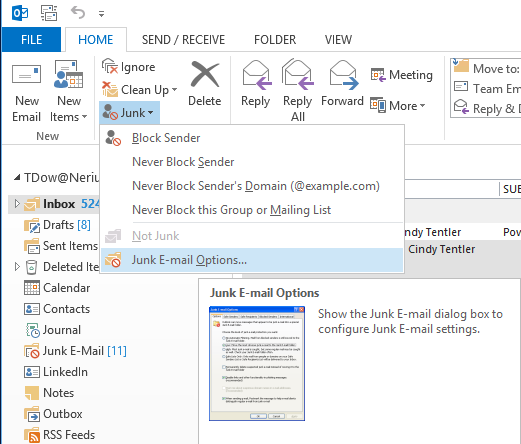 FILE HOME SEND / RECEIVE FOLDER VIEW
New Email
New Items
Ignore
Clean Up
Junk
Delete
Reply
Reply All
Forward
Meeting
More
Move to:
Team Em
Reply & D
New
Block Sender
Never Block Sender
Never Block Sender's Domain (@example.com)
Never Block this Group or Mailing List
Not Junk
Junk E-mail Options...
TDow@Neriu
Inbox 524
Drafts [8]
Sent Items
Deleted Item
Calendar
Contacts
Journal
Junk E-Mail [11]
LinkedIn
Notes
Outbox
RSS Feeds
SUB
Cindy Tentler Pov
Cindy Tentler
Junk E-mail Options
Show the Junk E-mail dialog box to
configure Junk E-mail settings.